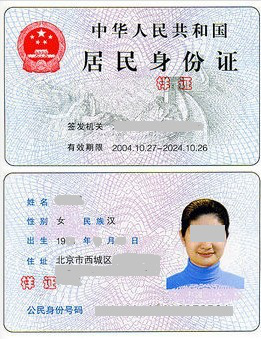 中华人民共和国
居民身份证
样 证
签发机关
有效期限 2004.10.27-2024.10.26
姓名
性别 女 民族 汉
出生 19 年 月 日
住址 北京市西城区
样 证
公民身份号码